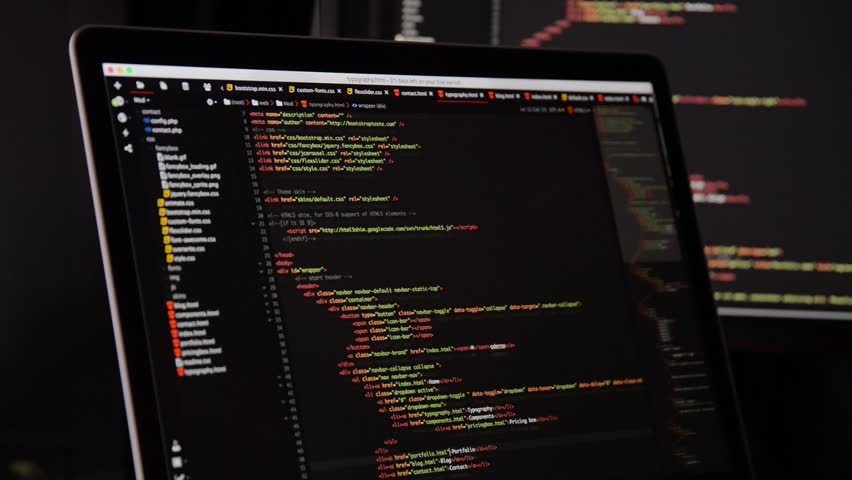 typography.html
bootstrap.min.css custom-fonts.css flexslider.css contact.html typography.html blog.html index.html
Mod
(root) web Mod typography.html wrapper (div)
contact
config.php
contact.php
css
fancybox
blank.gif
fancybox_loading.gif
fancybox_overlay.png
fancybox_sprite.png
jquery.fancybox.css
animate.css
bootstrap.min.css
custom-fonts.css
flexslider.css
font-awesome.css
overwrite.css
style.css
fonts
img
js
skins
blog.html
components.html
contact.html
index.html
portfolio.html
pricingbox.html
readme.txt
typography.html
<meta name="description" content="" />
<meta name="author" content="http://bootstraptaste.com" />
<!-- css -->
<link href="css/bootstrap.min.css" rel="stylesheet" />
<link href="css/fancybox/jquery.fancybox.css" rel="stylesheet">
<link href="css/jcarousel.css" rel="stylesheet" />
<link href="css/flexslider.css" rel="stylesheet" />
<link href="css/style.css" rel="stylesheet" />
<!-- Theme skin -->
<link href="skins/default.css" rel="stylesheet" />
<!-- HTML5 shim, for IE6-8 support of HTML5 elements -->
<!--[if lt IE 9]>
<script src="http://html5shim.googlecode.com/svn/trunk/html5.js"></script>
<![endif]-->
</head>
<body>
<div id="wrapper">
<!-- start header -->
<header>
<div class="navbar navbar-default navbar-static-top">
<div class="container">
<div class="navbar-header">
<button type="button" class="navbar-toggle" data-toggle="collapse" data-target=".navbar-collapse">
<span class="icon-bar"></span>
<span class="icon-bar"></span>
<span class="icon-bar"></span>
</button>
<a class="navbar-brand" href="index.html"><span>M</span>oderna</a>
</div>
<div class="navbar-collapse collapse ">
<ul class="nav navbar-nav">
<li><a href="index.html">Home</a></li>
<li class="dropdown active">
<a href="#" class="dropdown-toggle " data-toggle="dropdown" data-hover="dropdown" data-delay="0"
<ul class="dropdown-menu">
<li><a href="typography.html">Typography</a></li>
<li><a href="components.html">Components</a></li>
<li><a href="pricingbox.html">Pricing box</a></li>
</ul>
</li>
<li><a href="portfolio.html">Portfolio</a></li>
<li><a href="blog.html">Blog</a></li>
<li><a href="contact.html">Contact</a></li>